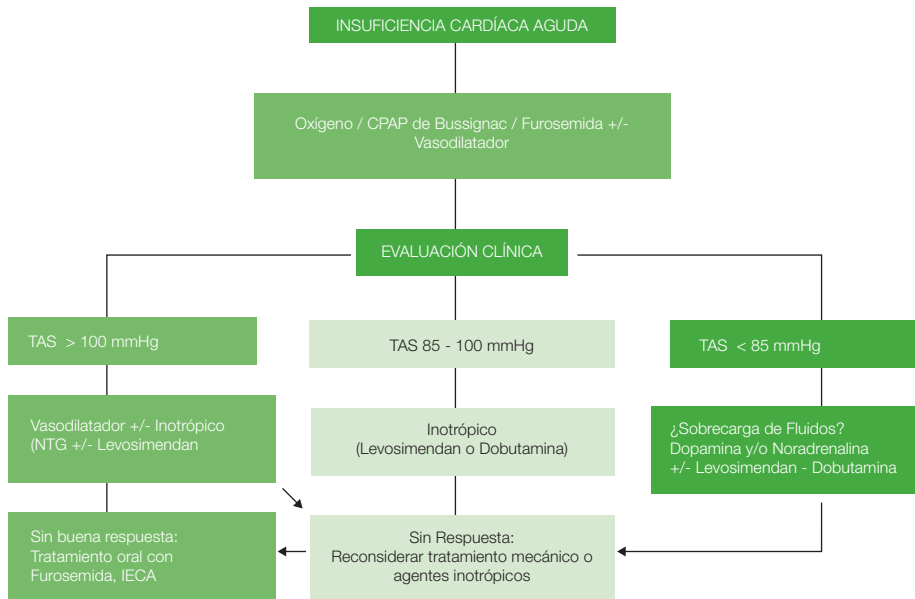 INSUFICIENCIA CARDÍACA AGUDA
Oxígeno / CPAP de Bussignac / Furosemida +/-
Vasodilatador
EVALUACIÓN CLÍNICA
TAS > 100 mmHg
TAS 85 - 100 mmHg
TAS < 85 mmHg
Vasodilatador +/- Inotrópico
(NTG +/- Levosimendan
Inotrópico
(Levosimendan o Dobutamina)
¿Sobrecarga de Fluidos?
Dopamina y/o Noradrenalina
+/- Levosimendan - Dobutamina
Sin buena respuesta:
Tratamiento oral con
Furosemida, IECA
Sin Respuesta:
Reconsiderar tratamiento mecánico o
agentes inotrópicos